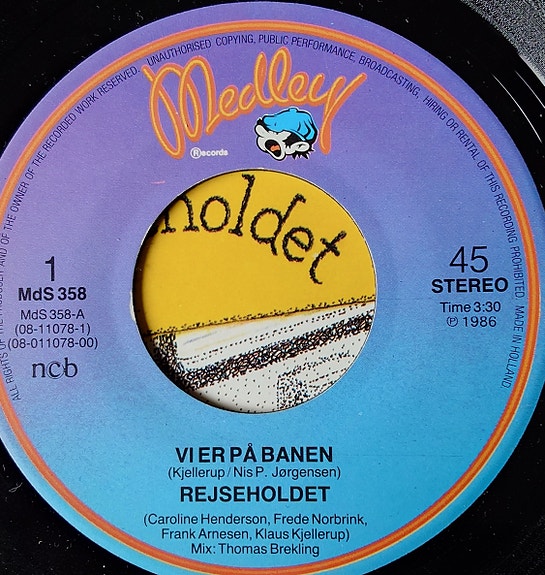 ALL RIGHTS OF THE PRODUCER AND OF THE OWNER OF THE RECORDED WORK RESERVED. UNAUTHORISED COPYING, PUBLIC PERFORMANCE, BROADCASTING, HIRING OR RENTAL OF THIS RECORDING PROHIBITED. MADE IN HOLLAND
Medley
®ecords
holdet
1
MdS 358
MdS 358-A
(08-11078-1)
(08-011078-00)
ncb
45
STEREO
Time 3:30
℗ 1986
VI ER PÅ BANEN
(Kjellerup / Nis P. Jørgensen)
REJSEHOLDET
(Caroline Henderson, Frede Norbrink,
Frank Arnesen, Klaus Kjellerup)
Mix: Thomas Brekling